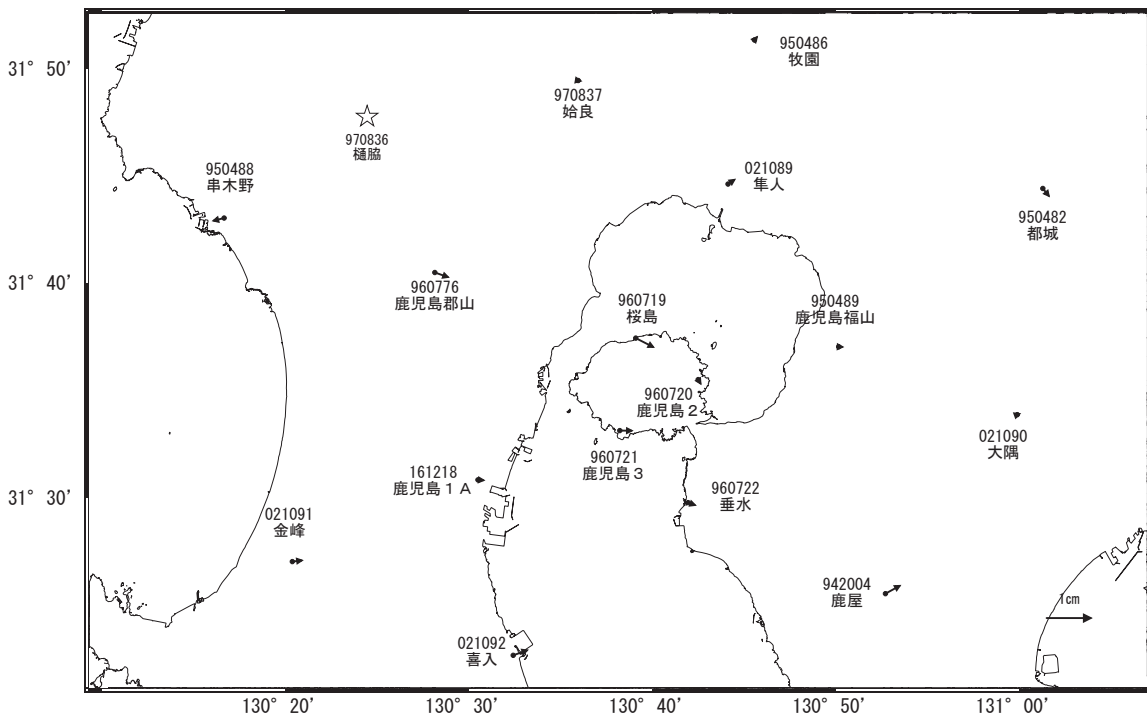 950486
牧園
31° 50′
970837
姶良
970836
樋脇
021089
隼人
950488
串木野
950482
都城
31° 40′
960776
鹿児島郡山
960719
桜島
950489
鹿児島福山
960720
鹿児島２
021090
大隅
960721
鹿児島３
161218
鹿児島１Ａ
31° 30′
960722
垂水
021091
金峰
942004
鹿屋
1cm
021092
喜入
130° 20′
130° 30′
130° 40′
130° 50′
131° 00′